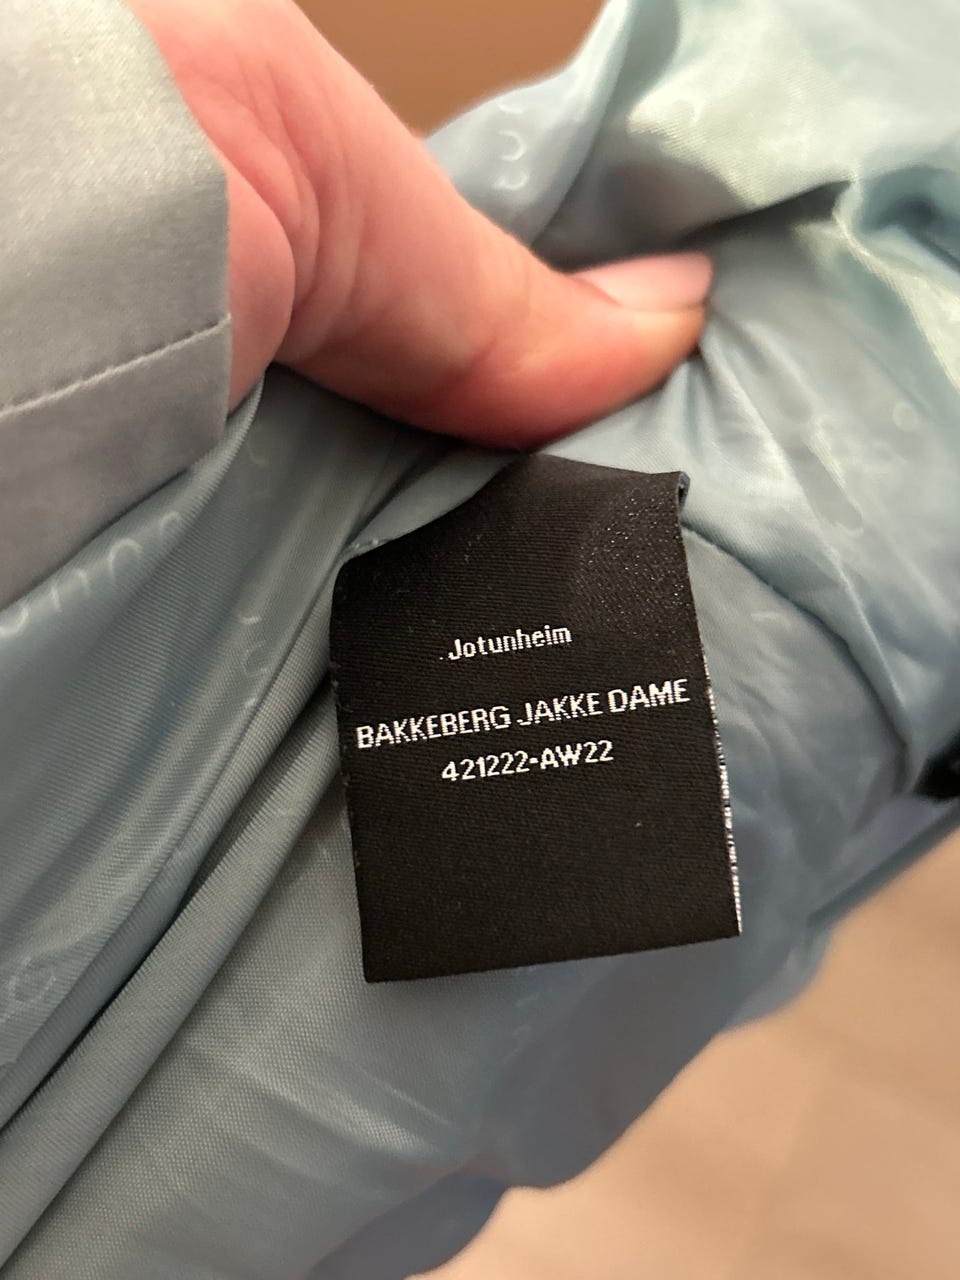 Jotunheim
BAKKEBERG JAKKE DAME
421222-AW22